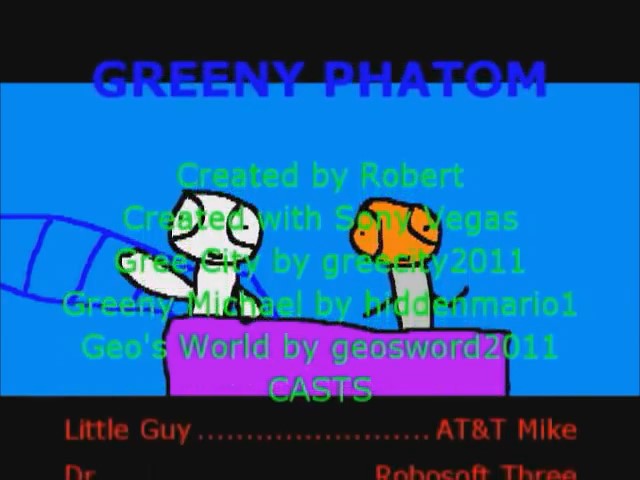 GREENY PHATOM
Created by Robert
Created with Sony Vegas
Gree City by greecity2011
Greeny Michael by hiddenmario1
Geo's World by geosword2011
CASTS
Little Guy ........................ AT&T Mike
Dr. Robosoft Three